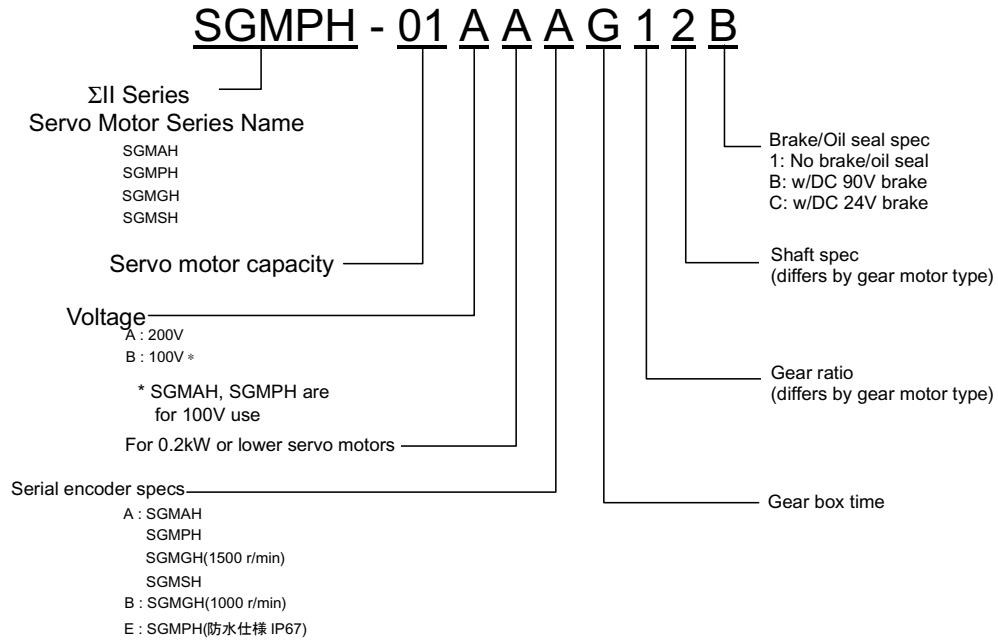 SGMPH - 01 A A A G 1 2 B
ΣII Series
Servo Motor Series Name
SGMAH
SGMPH
SGMGH
SGMSH
Servo motor capacity
Voltage
A : 200V
B : 100V *
* SGMAH, SGMPH are
for 100V use
For 0.2kW or lower servo motors
Serial encoder specs
A : SGMAH
SGMPH
SGMGH(1500 r/min)
SGMSH
B : SGMGH(1000 r/min)
E : SGMPH(防水仕様 IP67)
Brake/Oil seal spec
1: No brake/oil seal
B: w/DC 90V brake
C: w/DC 24V brake
Shaft spec
(differs by gear motor type)
Gear ratio
(differs by gear motor type)
Gear box time